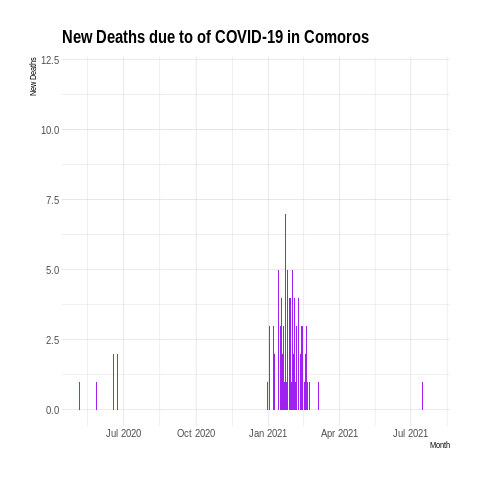 New Deaths due to of COVID-19 in Comoros
New Deaths
12.5
10.0
7.5
5.0
2.5
0.0
Jul 2020 Oct 2020 Jan 2021 Apr 2021 Jul 2021
Month